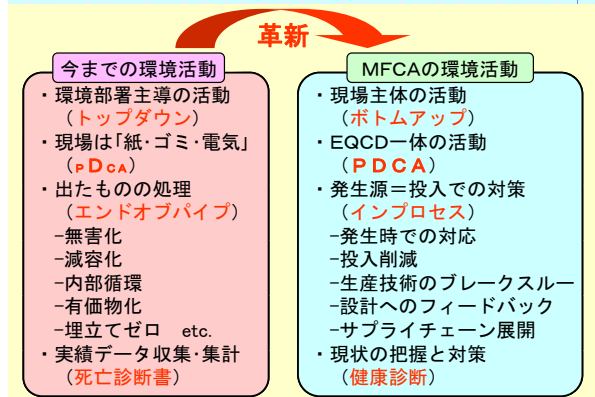 革新
今までの環境活動
・環境部署主導の活動
（トップダウン）
・現場は「紙・ゴミ・電気」
（PDCA）
・出たものの処理
（エンドオブパイプ）
−無害化
−減容化
−内部循環
−有価物化
−埋立てゼロ　etc.
・実績データ収集・集計
（死亡診断書）
MFCAの環境活動
・現場主体の活動
（ボトムアップ）
・EQCD一体の活動
（PDCA）
・発生源＝投入での対策
（インプロセス）
−発生時での対応
−投入削減
−生産技術のブレークスルー
−設計へのフィードバック
−サプライチェーン展開
・現状の把握と対策
（健康診断）